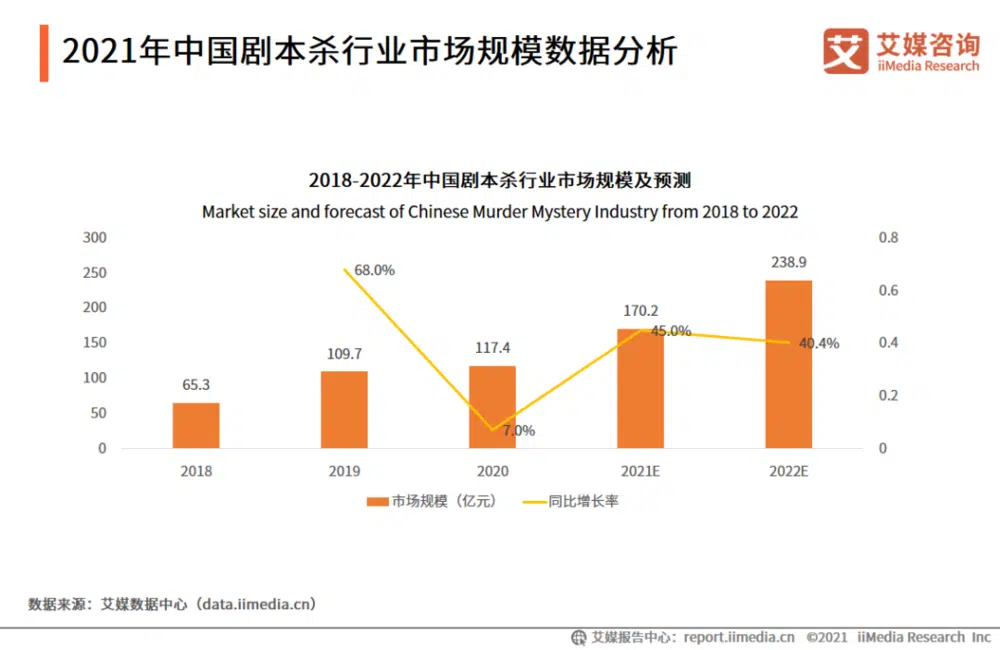 2021年中国剧本杀行业市场规模数据分析
艾 艾媒咨询
iiMedia Research
2018-2022年中国剧本杀行业市场规模及预测
Market size and forecast of Chinese Murder Mystery Industry from 2018 to 2022
300 0.8
250
200
150
100
50
0
0.6
0.4
0.2
0
65.3
109.7
117.4
170.2
238.9
68.0%
7.0%
45.0%
40.4%
2018 2019 2020 2021E 2022E
市场规模（亿元） 同比增长率
数据来源：艾媒数据中心（data.iimedia.cn）
艾媒报告中心：report.iimedia.cn ©2021 iiMedia Research Inc